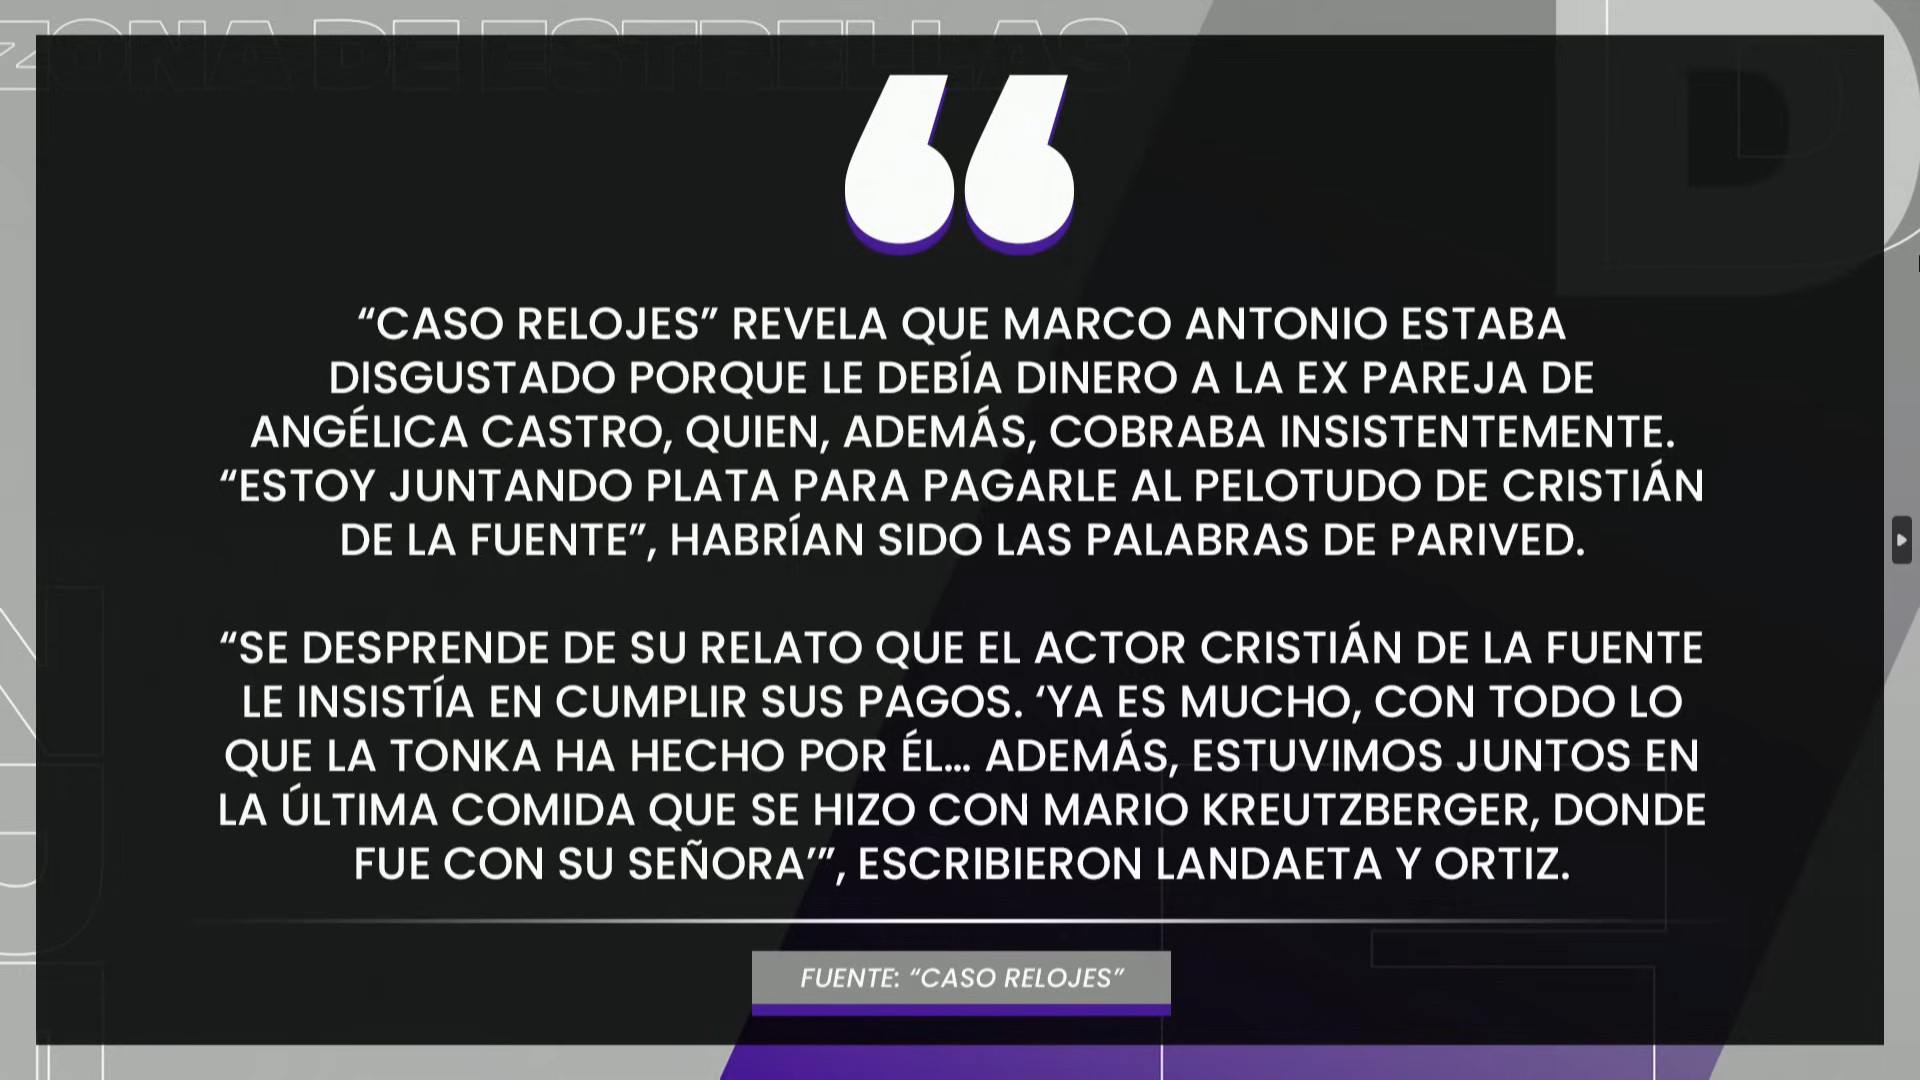 ZONA DE ESTRELLAS
“CASO RELOJES” REVELA QUE MARCO ANTONIO ESTABA
DISGUSTADO PORQUE LE DEBÍA DINERO A LA EX PAREJA DE
ANGÉLICA CASTRO, QUIEN, ADEMÁS, COBRABA INSISTENTEMENTE.
“ESTOY JUNTANDO PLATA PARA PAGARLE AL PELOTUDO DE CRISTIÁN
DE LA FUENTE”, HABRÍAN SIDO LAS PALABRAS DE PARIVED.
“SE DESPRENDE DE SU RELATO QUE EL ACTOR CRISTIÁN DE LA FUENTE
LE INSISTÍA EN CUMPLIR SUS PAGOS. ‘YA ES MUCHO, CON TODO LO
QUE LA TONKA HA HECHO POR ÉL... ADEMÁS, ESTUVIMOS JUNTOS EN
LA ÚLTIMA COMIDA QUE SE HIZO CON MARIO KREUTZBERGER, DONDE
FUE CON SU SEÑORA’”, ESCRIBIERON LANDAETA Y ORTIZ.
FUENTE: “CASO RELOJES”